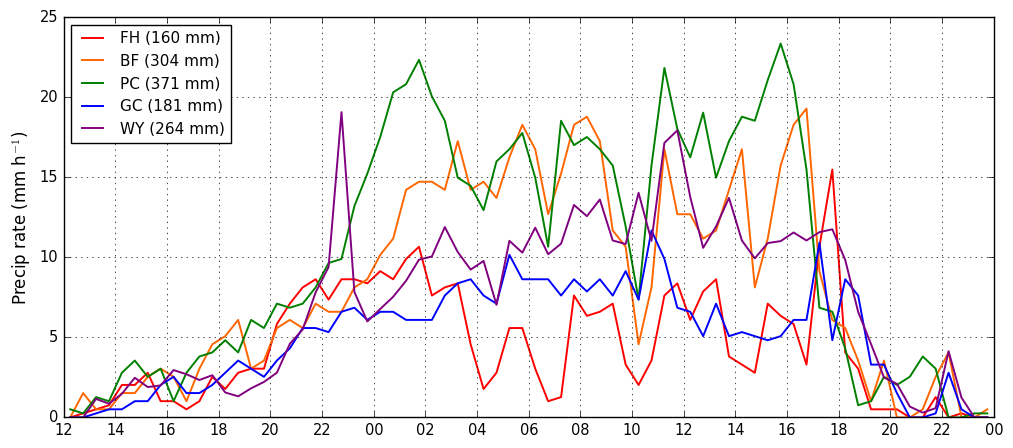 25
20
15
10
5
0
Precip rate (mm h⁻¹)
FH (160 mm)
BF (304 mm)
PC (371 mm)
GC (181 mm)
WY (264 mm)
12 14 16 18 20 22 00 02 04 06 08 10 12 14 16 18 20 22 00